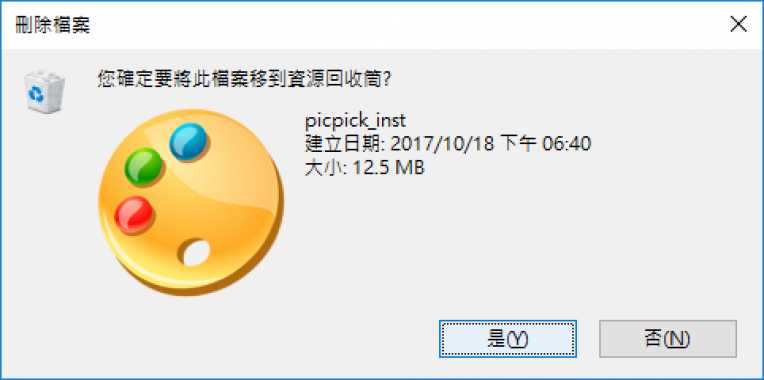 刪除檔案
您確定要將此檔案移到資源回收筒?
picpick_inst
建立日期: 2017/10/18 下午 06:40
大小: 12.5 MB
是(Y)
否(N)